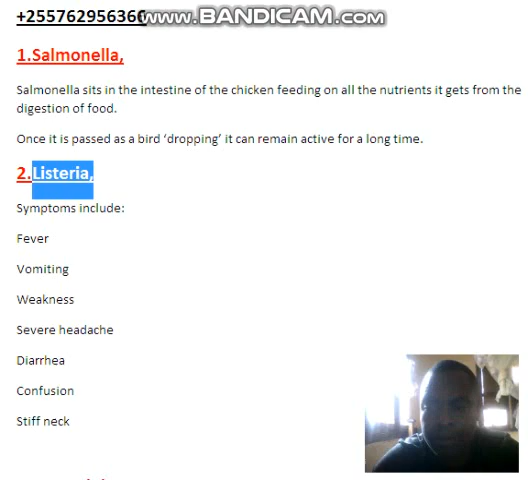 +255762956360
www.BANDICAM.com
1.Salmonella,
Salmonella sits in the intestine of the chicken feeding on all the nutrients it gets from the
digestion of food.
Once it is passed as a bird ‘dropping’ it can remain active for a long time.
2.Listeria,
Symptoms include:
Fever
Vomiting
Weakness
Severe headache
Diarrhea
Confusion
Stiff neck